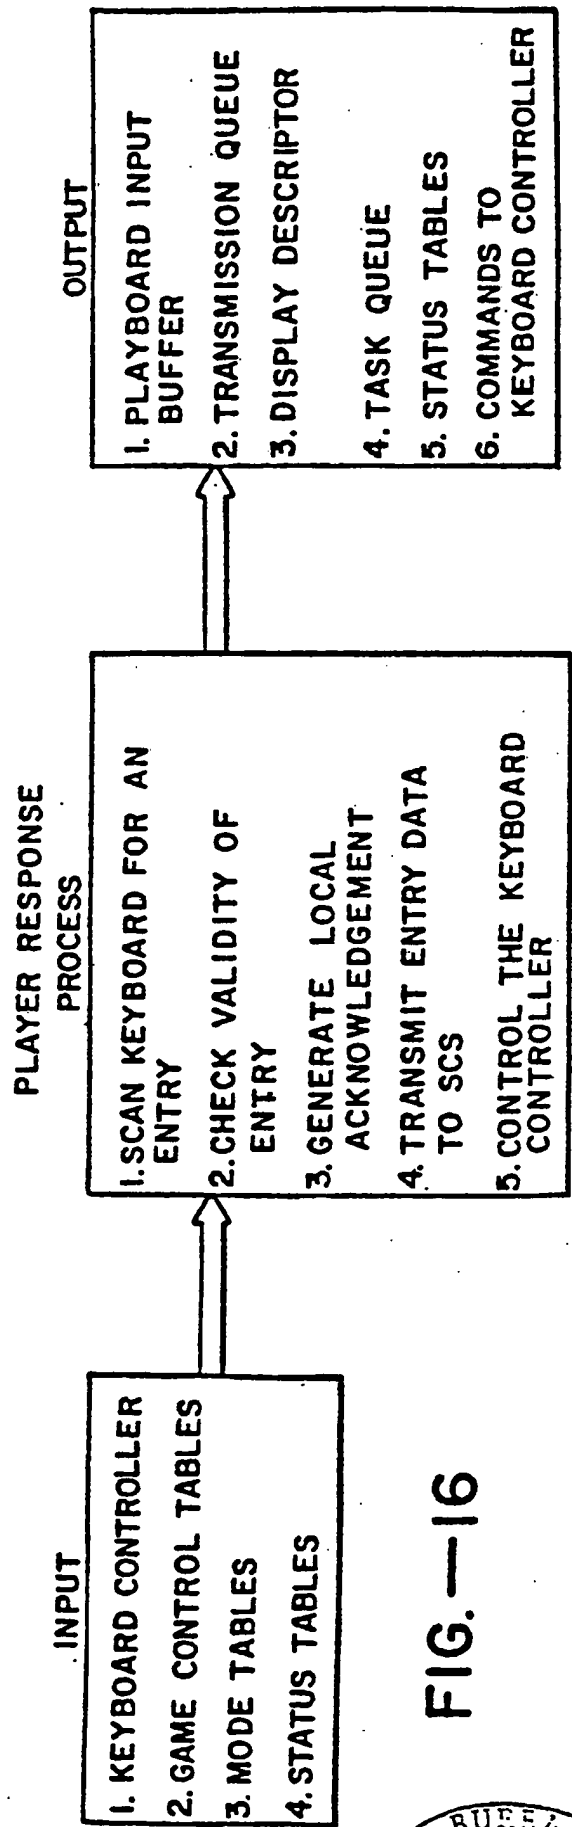 INPUT
1. KEYBOARD CONTROLLER
2. GAME CONTROL TABLES
3. MODE TABLES
4. STATUS TABLES
PLAYER RESPONSE
PROCESS
1. SCAN KEYBOARD FOR AN
ENTRY
2. CHECK VALIDITY OF
ENTRY
3. GENERATE LOCAL
ACKNOWLEDGEMENT
4. TRANSMIT ENTRY DATA
TO SCS
5. CONTROL THE KEYBOARD
CONTROLLER
OUTPUT
1. PLAYBOARD INPUT
BUFFER
2. TRANSMISSION QUEUE
3. DISPLAY DESCRIPTOR
4. TASK QUEUE
5. STATUS TABLES
6. COMMANDS TO
KEYBOARD CONTROLLER
FIG.—16